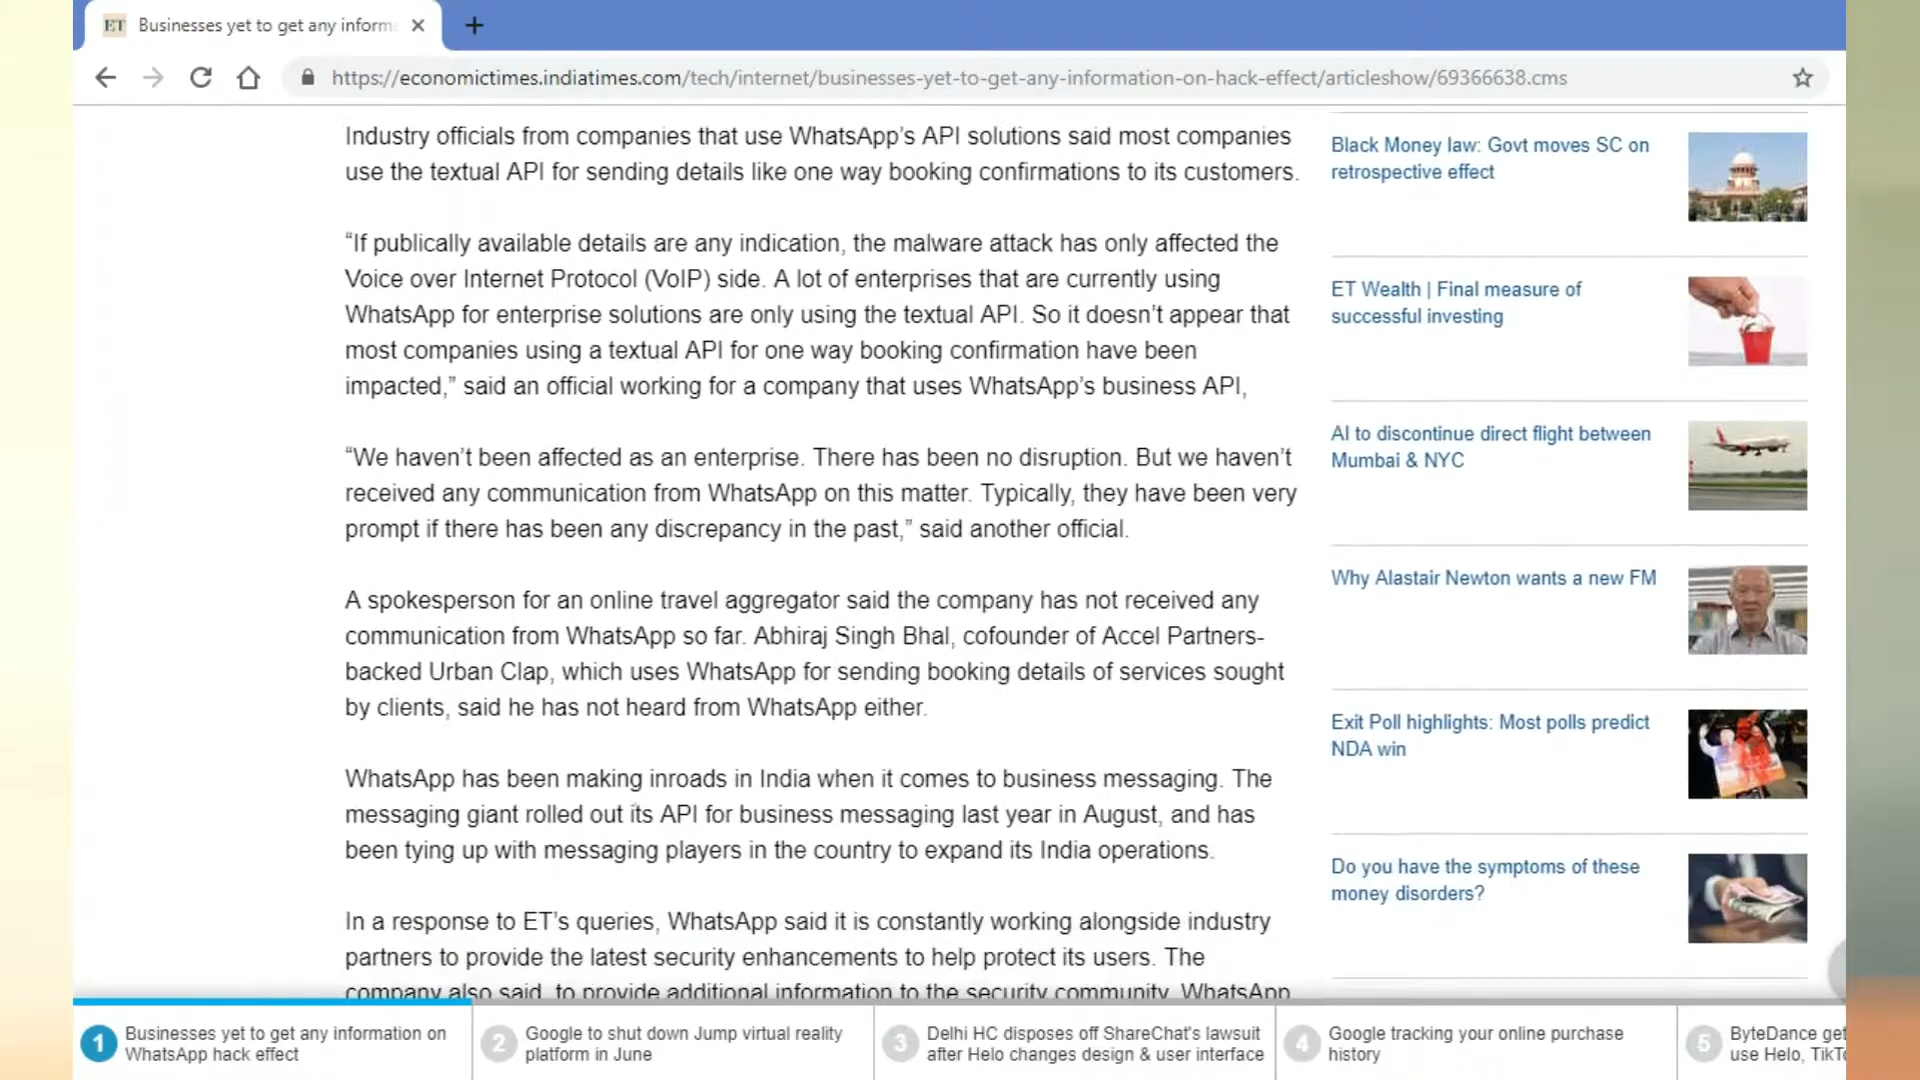 ET Businesses yet to get any inform
https://economictimes.indiatimes.com/tech/internet/businesses-yet-to-get-any-information-on-hack-effect/articleshow/69366638.cms
Industry officials from companies that use WhatsApp's API solutions said most companies
use the textual API for sending details like one way booking confirmations to its customers.
“If publically available details are any indication, the malware attack has only affected the
Voice over Internet Protocol (VoIP) side. A lot of enterprises that are currently using
WhatsApp for enterprise solutions are only using the textual API. So it doesn't appear that
most companies using a textual API for one way booking confirmation have been
impacted,” said an official working for a company that uses WhatsApp's business API,
“We haven't been affected as an enterprise. There has been no disruption. But we haven't
received any communication from WhatsApp on this matter. Typically, they have been very
prompt if there has been any discrepancy in the past,” said another official.
A spokesperson for an online travel aggregator said the company has not received any
communication from WhatsApp so far. Abhiraj Singh Bhal, cofounder of Accel Partners-
backed Urban Clap, which uses WhatsApp for sending booking details of services sought
by clients, said he has not heard from WhatsApp either.
WhatsApp has been making inroads in India when it comes to business messaging. The
messaging giant rolled out its API for business messaging last year in August, and has
been tying up with messaging players in the country to expand its India operations.
In a response to ET's queries, WhatsApp said it is constantly working alongside industry
partners to provide the latest security enhancements to help protect its users. The
company also said, to provide additional information to the security community, WhatsApp
Black Money law: Govt moves SC on
retrospective effect
ET Wealth | Final measure of
successful investing
AI to discontinue direct flight between
Mumbai & NYC
Why Alastair Newton wants a new FM
Exit Poll highlights: Most polls predict
NDA win
Do you have the symptoms of these
money disorders?
1 Businesses yet to get any information on
WhatsApp hack effect
2 Google to shut down Jump virtual reality
platform in June
3 Delhi HC disposes off ShareChat's lawsuit
after Helo changes design & user interface
4 Google tracking your online purchase
history
5 ByteDance get
use Helo, TikTo